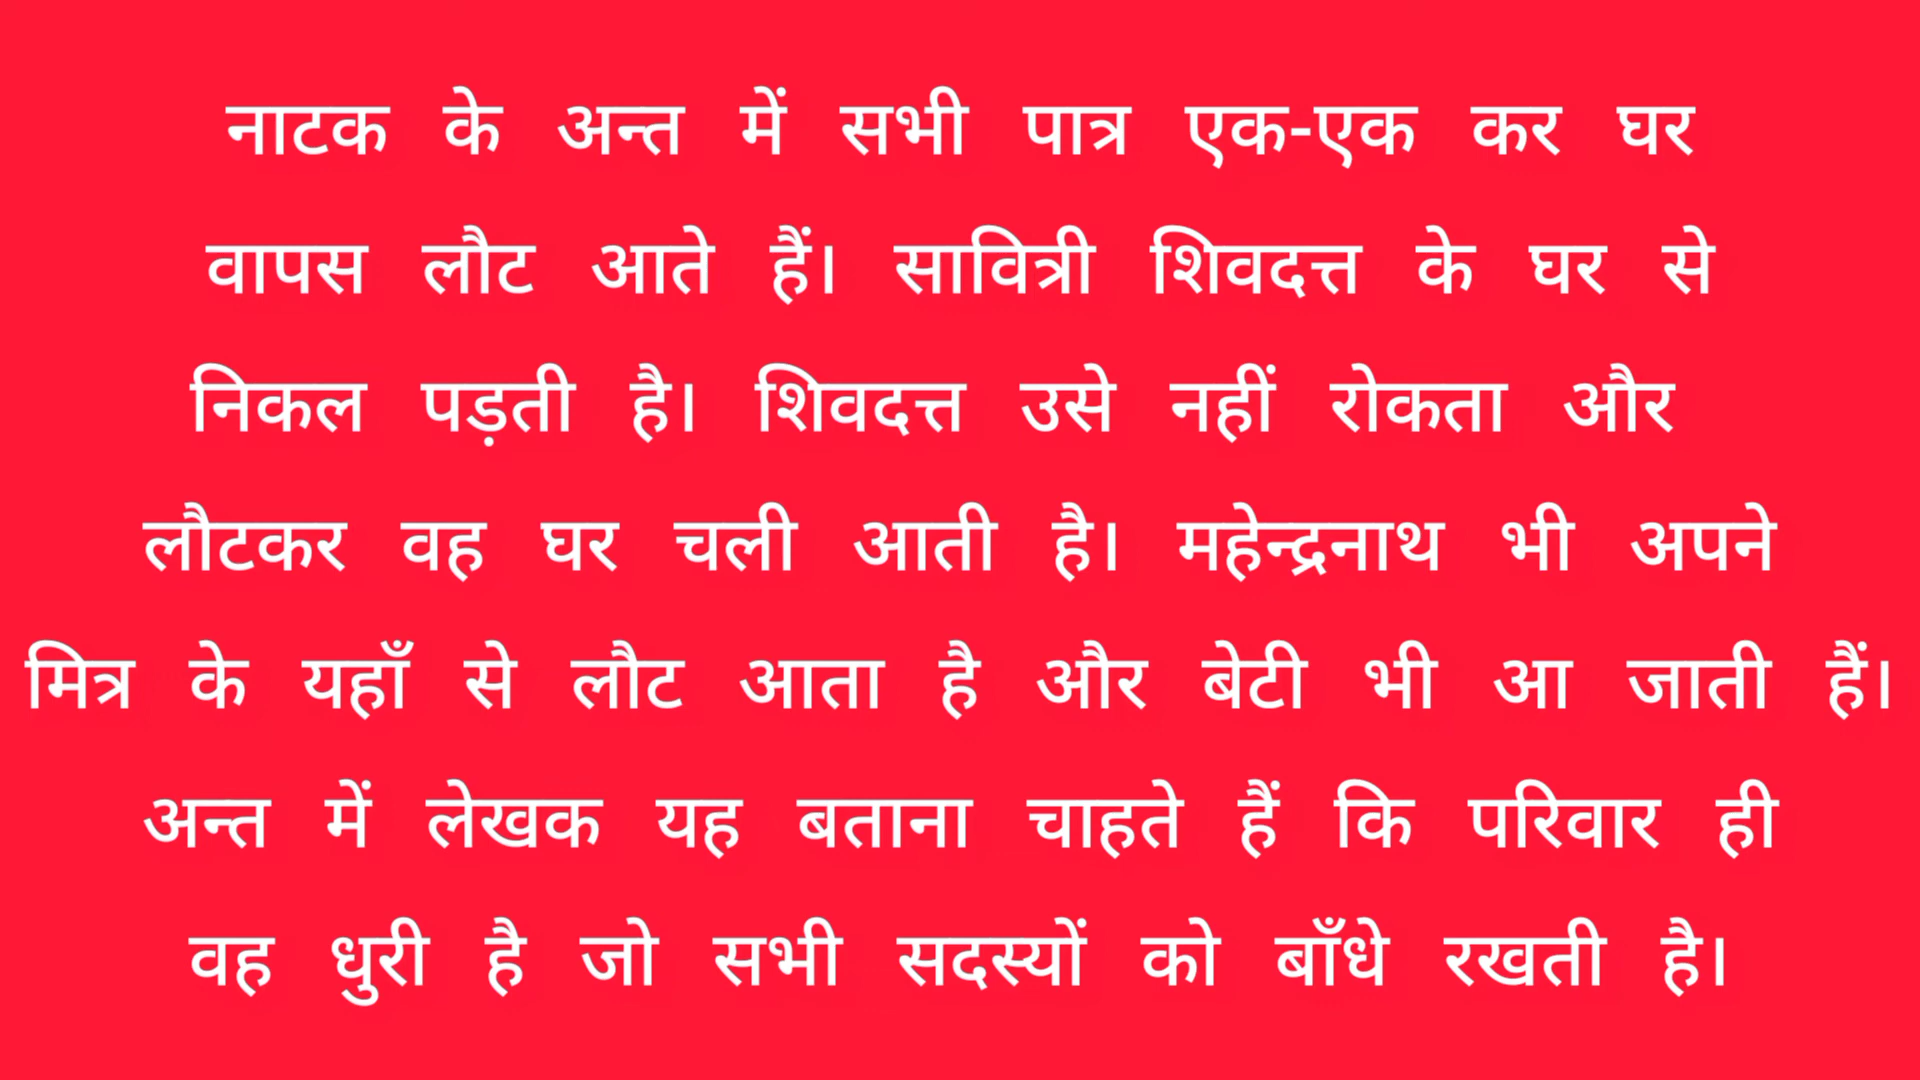 नाटक के अन्त में सभी पात्र एक-एक कर घर
वापस लौट आते हैं। सावित्री शिवदत्त के घर से
निकल पड़ती है। शिवदत्त उसे नहीं रोकता और
लौटकर वह घर चली आती है। महेन्द्रनाथ भी अपने
मित्र के यहाँ से लौट आता है और बेटी भी आ जाती हैं।
अन्त में लेखक यह बताना चाहते हैं कि परिवार ही
वह धुरी है जो सभी सदस्यों को बाँधे रखती है।